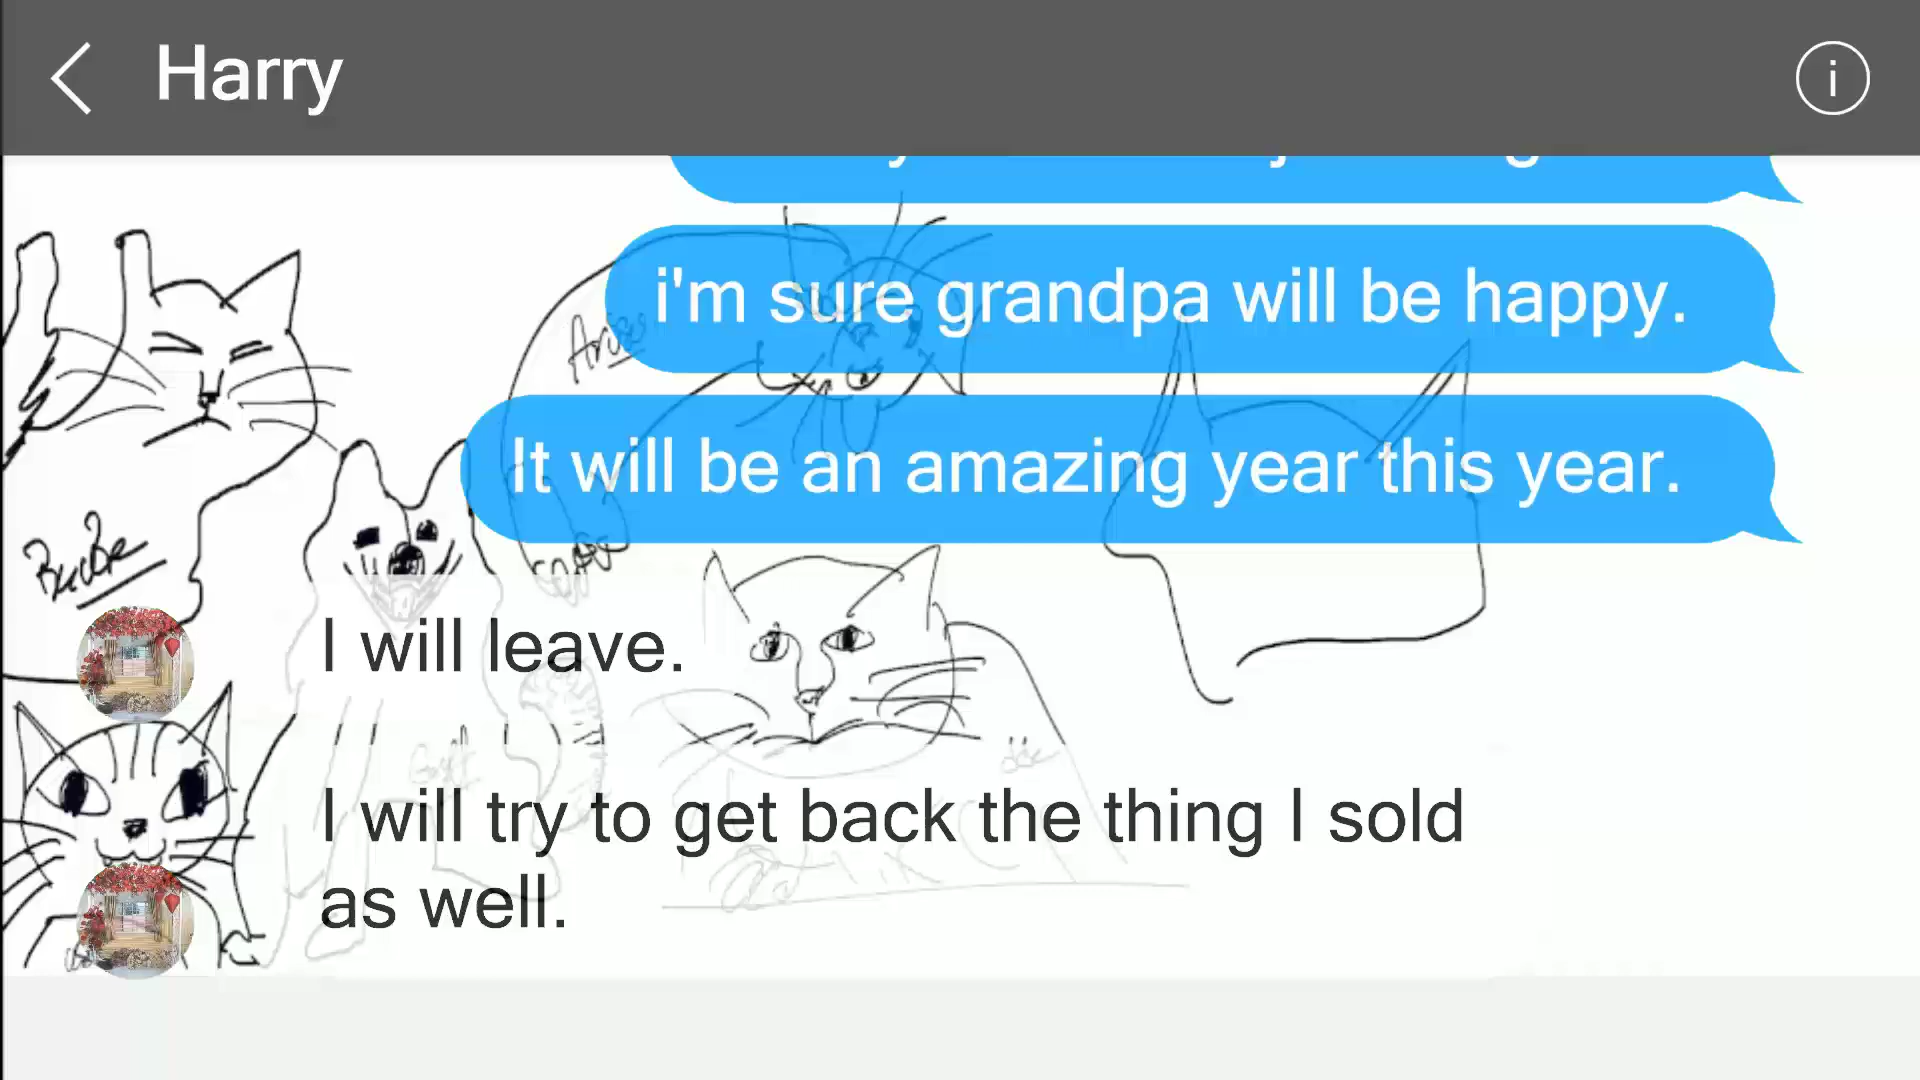 Harry
i'm sure grandpa will be happy.
It will be an amazing year this year.
I will leave.
I will try to get back the thing I sold
as well.